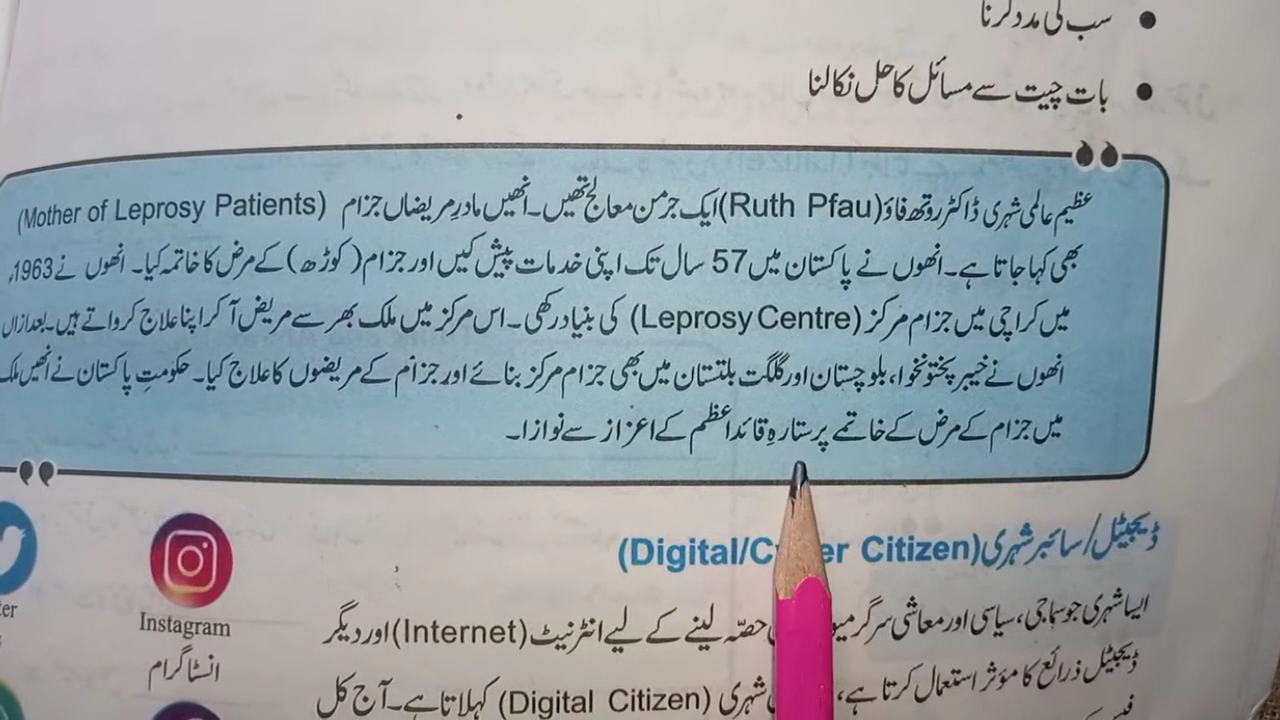 سب کی مدد کرنا
بات چیت سے مسائل کا حل نکالنا
عظیم عالمی شہری ڈاکٹر روتھ فاؤ (Ruth Pfau) ایک جرمن معالج تھیں۔ انھیں مادرِ مریضاں جزام (Mother of Leprosy Patients)
بھی کہا جاتا ہے۔ انھوں نے پاکستان میں 57 سال تک اپنی خدمات پیش کیں اور جزام (کوڑھ) کے مرض کا خاتمہ کیا۔ انھوں نے 1963ء
میں کراچی میں جزام مرکز (Leprosy Centre) کی بنیاد رکھی۔ اس مرکز میں ملک بھر سے مریض آ کر اپنا علاج کرواتے ہیں۔ بعد ازاں
انھوں نے خیبر پختونخوا، بلوچستان اور گلگت بلتستان میں بھی جزام مرکز بنائے اور جزام کے مریضوں کا علاج کیا۔ حکومتِ پاکستان نے انھیں ملک
میں جزام کے مرض کے خاتمے پر ستارہِ قائداعظم کے اعزاز سے نوازا۔
ڈیجیٹل/سائبر شہری (Digital/C er Citizen)
ایسا شہری جو سماجی، سیاسی اور معاشی حصّہ لینے کے لیے انٹرنیٹ (Internet) اور دیگر
ڈیجیٹل ذرائع کا مؤثر استعمال کرتا ہے، شہری (Digital Citizen) کہلاتا ہے۔ آج کل
Instagram
انسٹاگرام